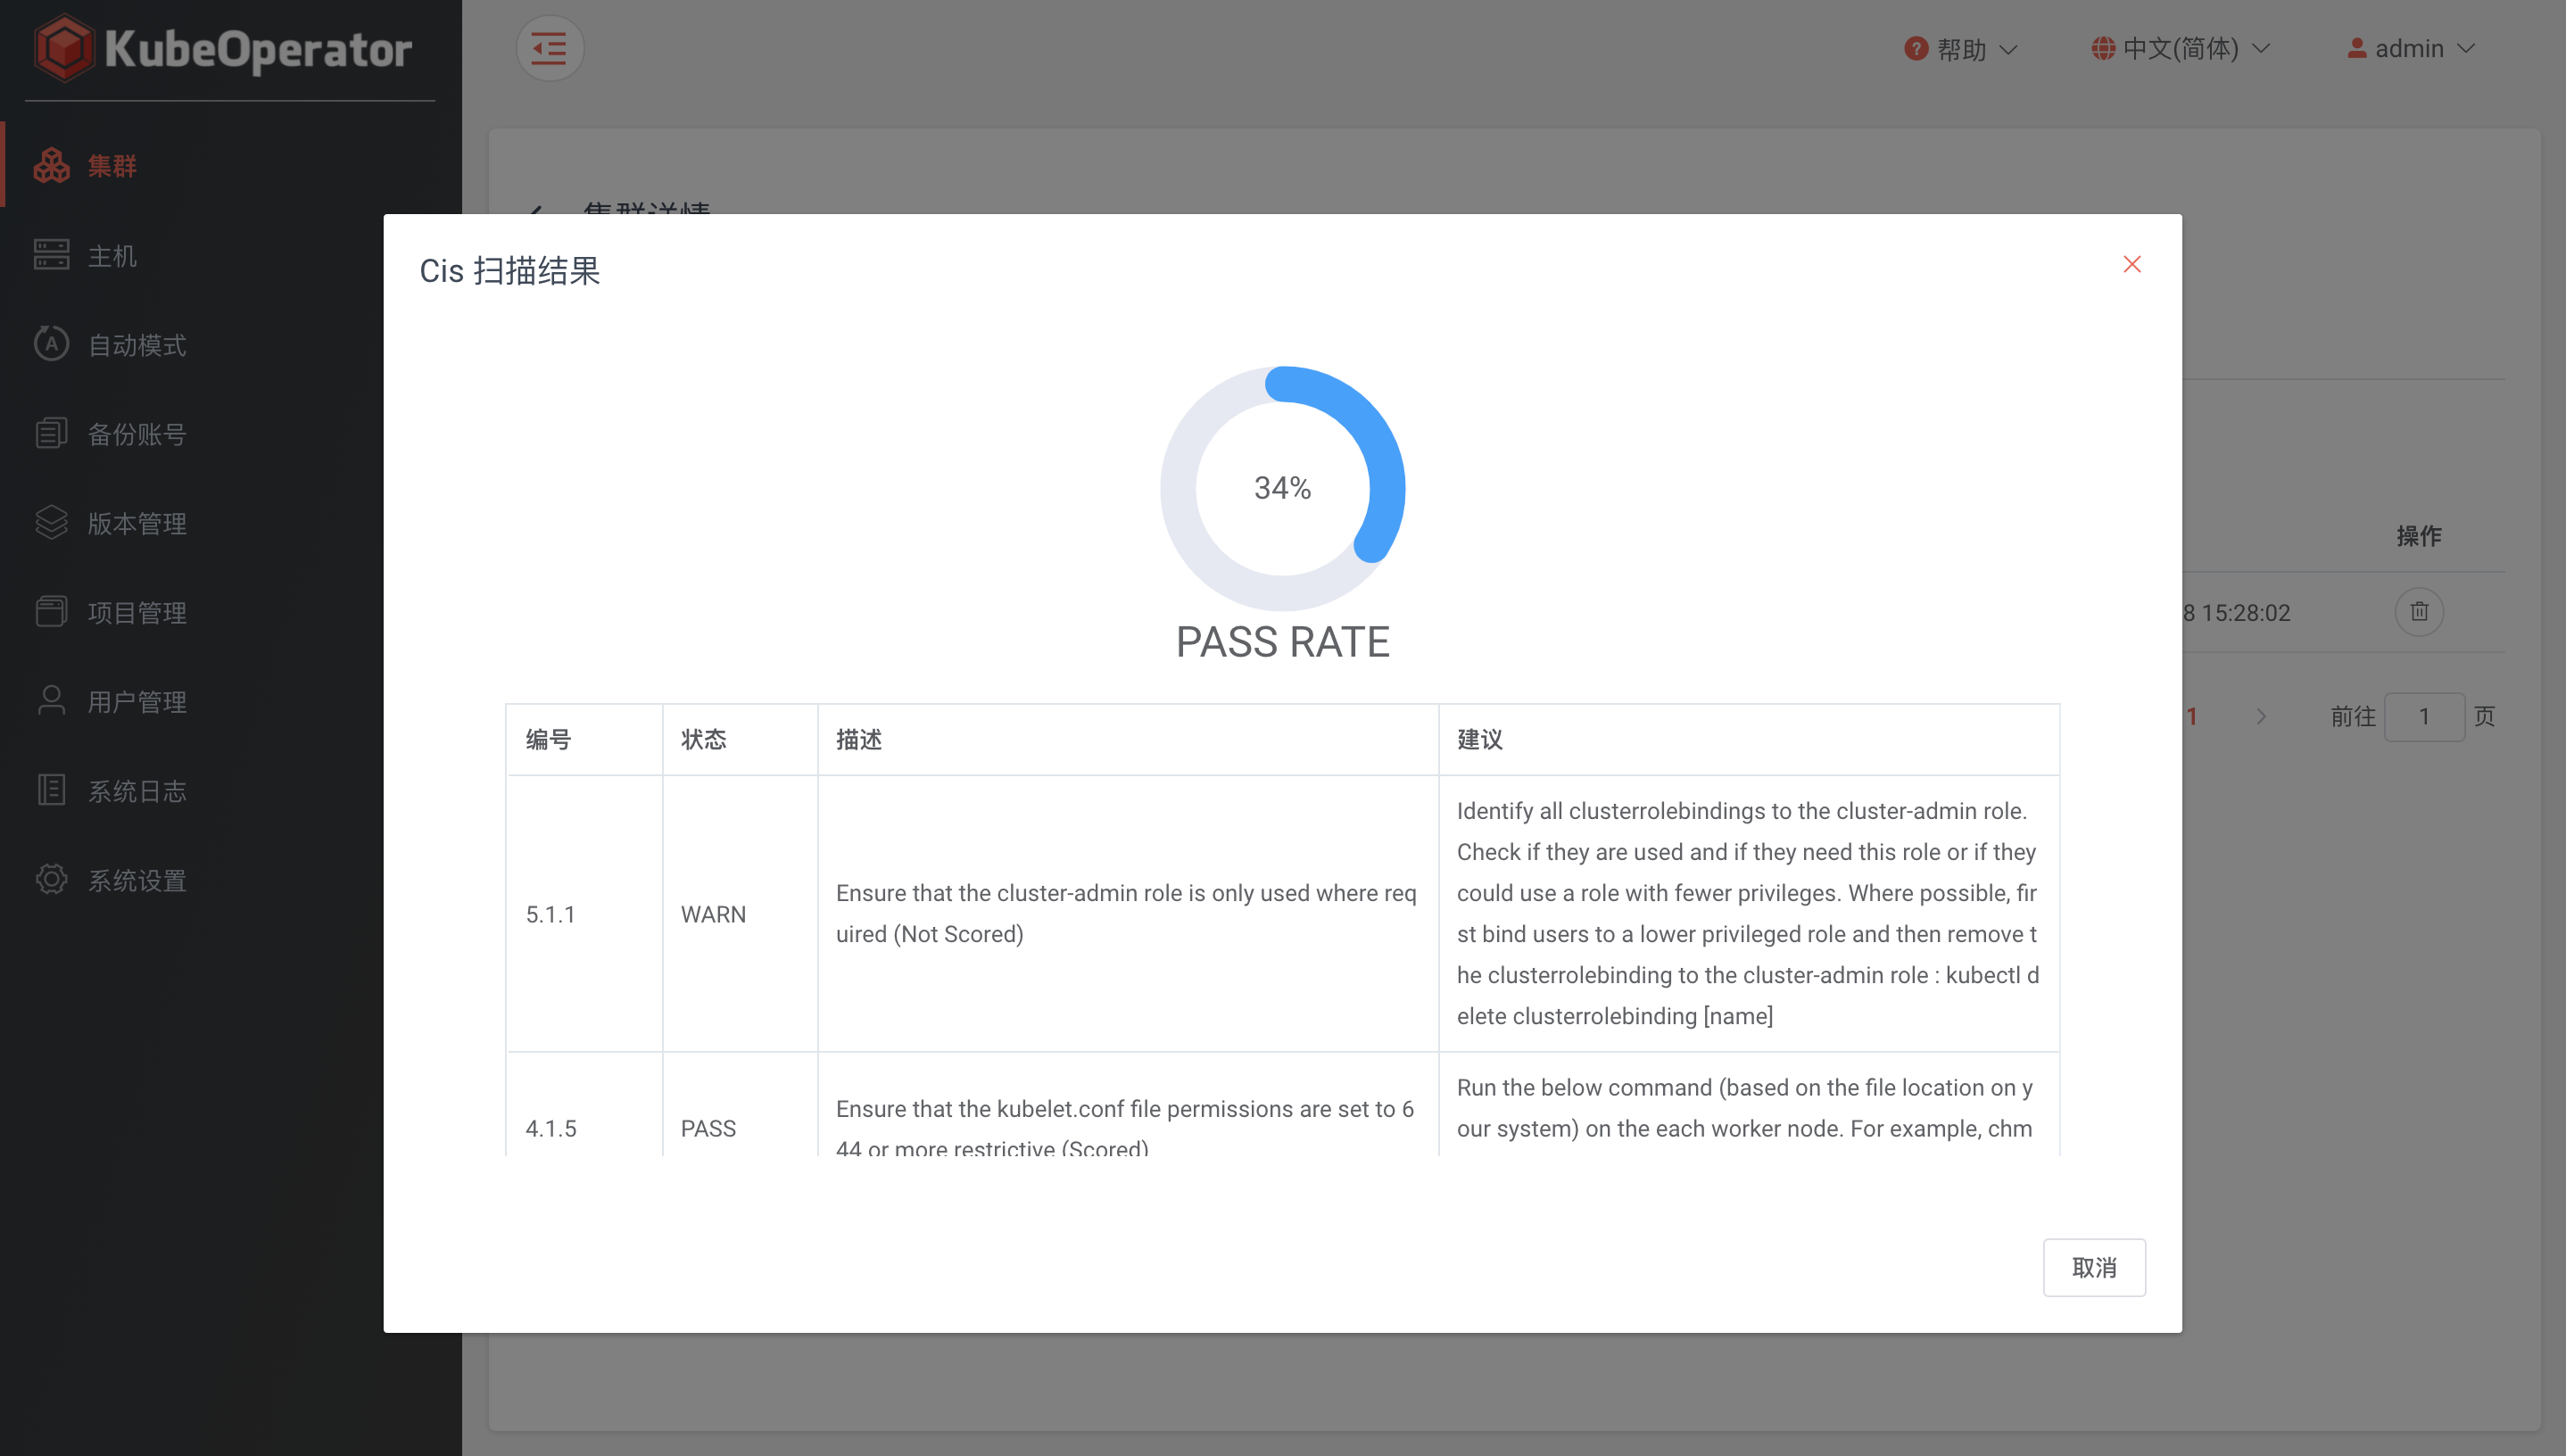 KubeOperator
帮助
中文(简体)
admin
集群
主机
自动模式
备份账号
版本管理
项目管理
用户管理
系统日志
系统设置
集群详情
Cis 扫描结果
34%
PASS RATE
编号 状态 描述 建议
5.1.1 WARN
Ensure that the cluster-admin role is only used where req
uired (Not Scored)
Identify all clusterrolebindings to the cluster-admin role.
Check if they are used and if they need this role or if they
could use a role with fewer privileges. Where possible, fir
st bind users to a lower privileged role and then remove t
he clusterrolebinding to the cluster-admin role : kubectl d
elete clusterrolebinding [name]
4.1.5 PASS
Ensure that the kubelet.conf file permissions are set to 6
44 or more restrictive (Scored)
Run the below command (based on the file location on y
our system) on the each worker node. For example, chm
取消
操作
8 15:28:02
1
前往 1 页